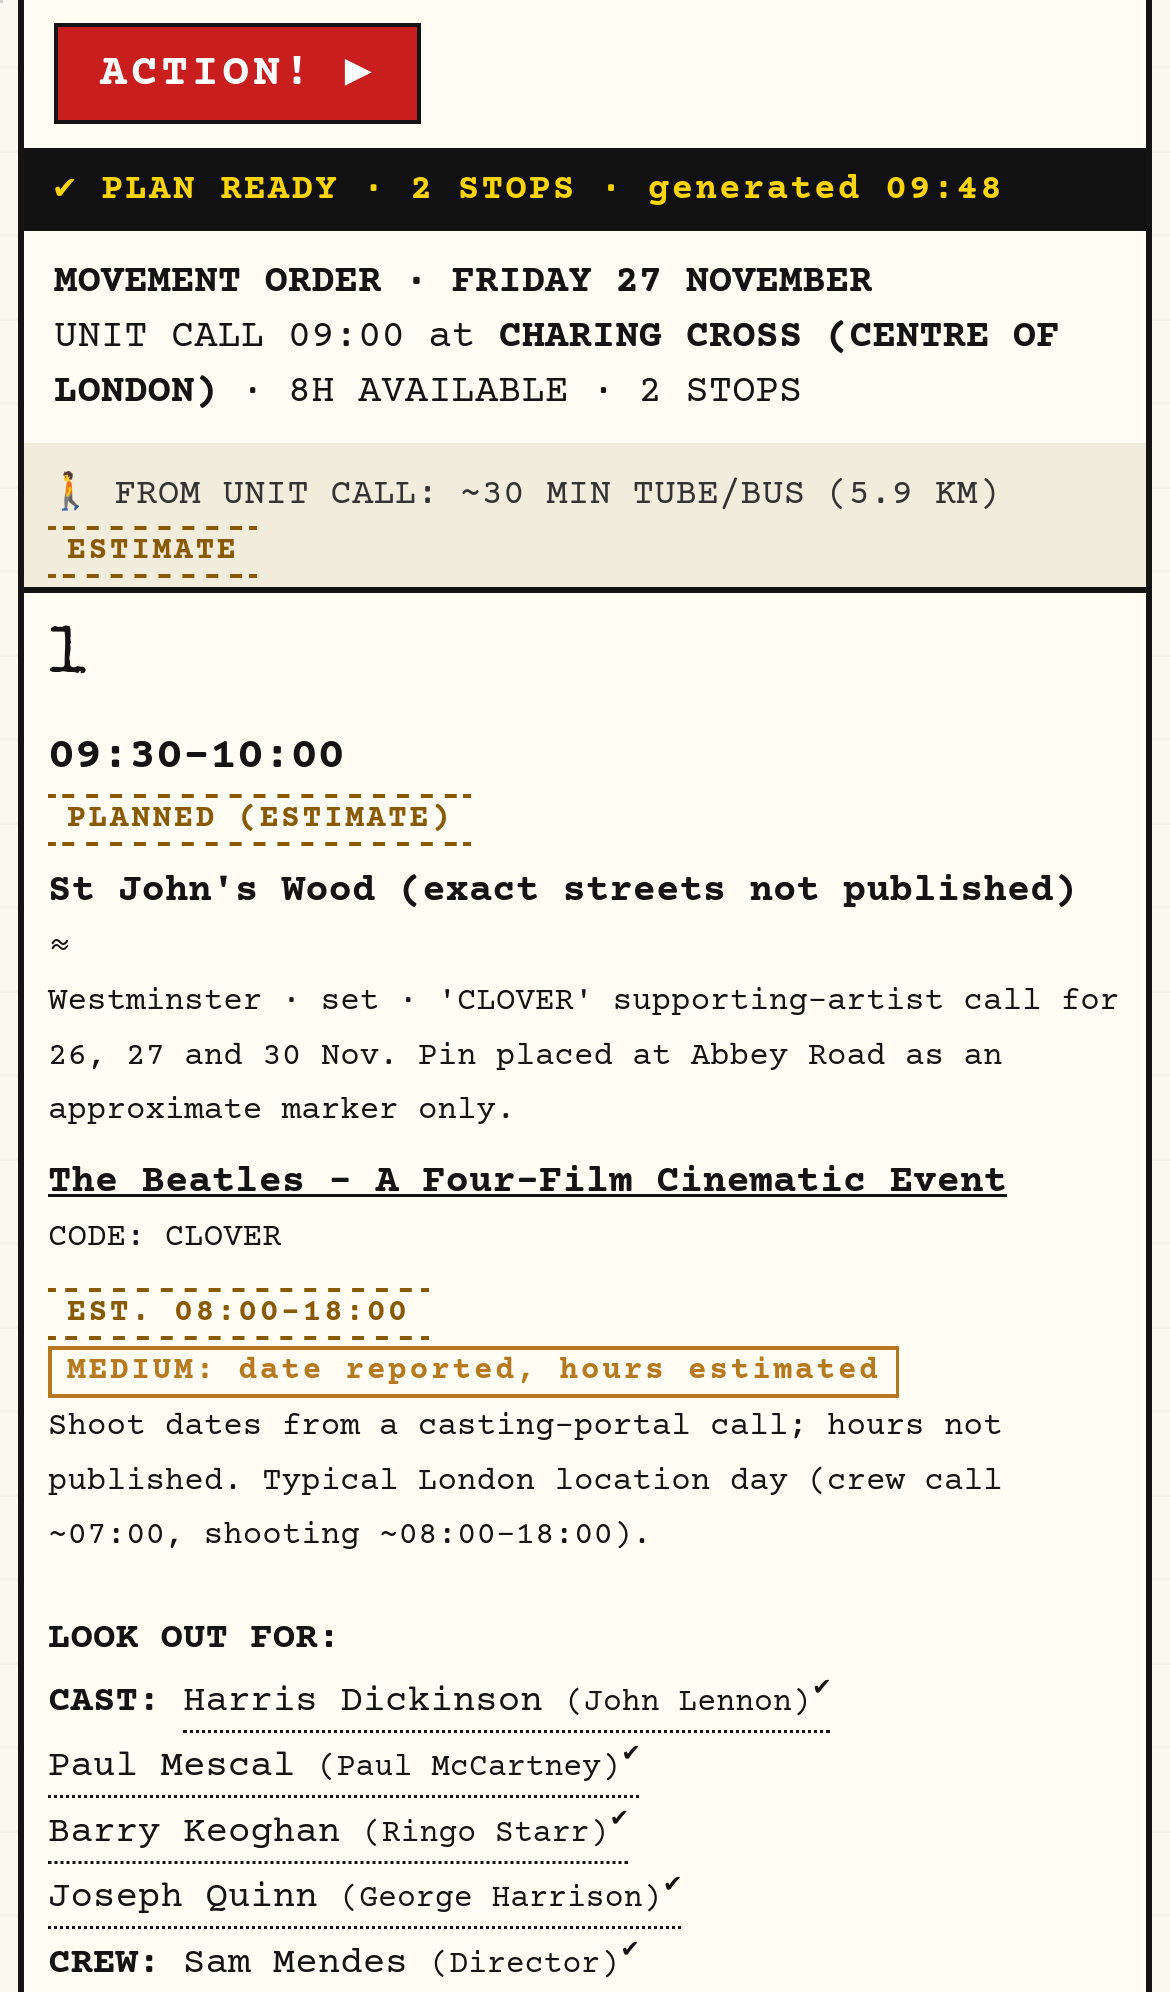 ACTION! ▶
✔ PLAN READY · 2 STOPS · generated 09:48
MOVEMENT ORDER · FRIDAY 27 NOVEMBER
UNIT CALL 09:00 at CHARING CROSS (CENTRE OF
LONDON) · 8H AVAILABLE · 2 STOPS
🚶 FROM UNIT CALL: ~30 MIN TUBE/BUS (5.9 KM)
ESTIMATE
1
09:30–10:00
PLANNED (ESTIMATE)
St John's Wood (exact streets not published)
≈
Westminster · set · 'CLOVER' supporting-artist call for
26, 27 and 30 Nov. Pin placed at Abbey Road as an
approximate marker only.
The Beatles – A Four-Film Cinematic Event
CODE: CLOVER
EST. 08:00–18:00
MEDIUM: date reported, hours estimated
Shoot dates from a casting-portal call; hours not
published. Typical London location day (crew call
~07:00, shooting ~08:00–18:00).
LOOK OUT FOR:
CAST: Harris Dickinson (John Lennon)✔
Paul Mescal (Paul McCartney)✔
Barry Keoghan (Ringo Starr)✔
Joseph Quinn (George Harrison)✔
CREW: Sam Mendes (Director)✔